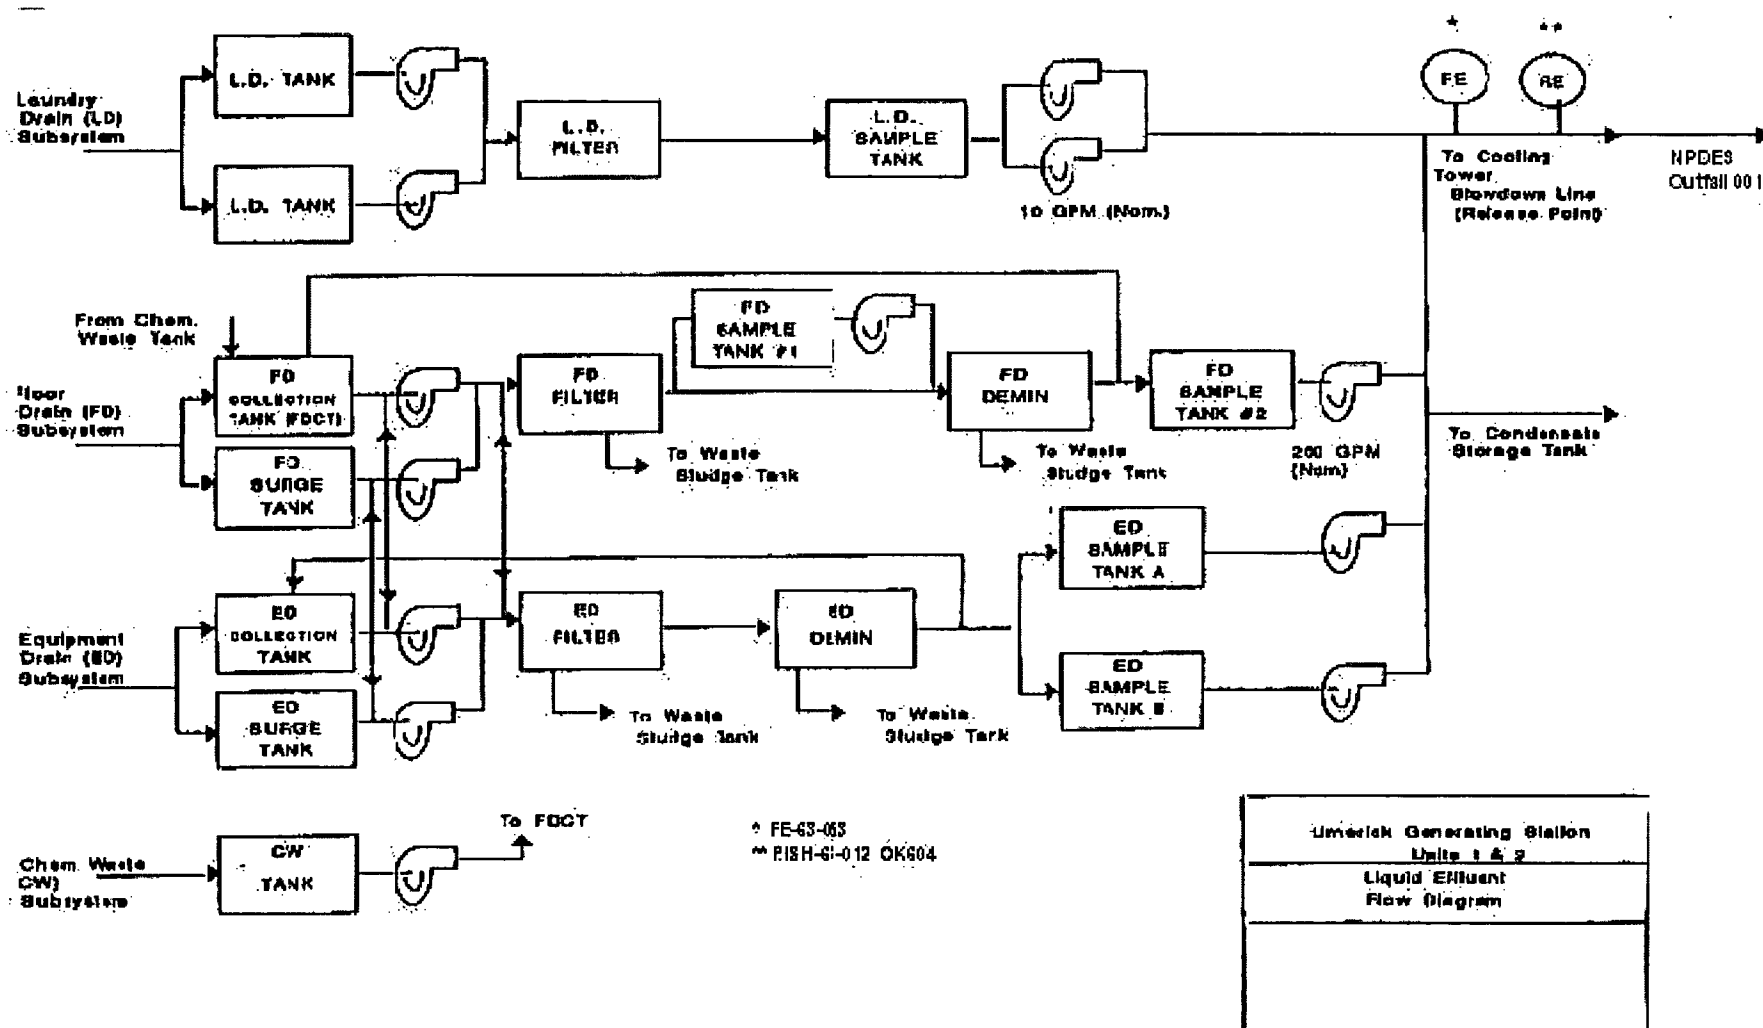 *
**
FE
RE
Laundry
Drain (LD)
Subsystem
L.D. TANK
L.D. TANK
L.D.
FILTER
L.D.
SAMPLE
TANK
10 GPM (Nom.)
To Cooling
Tower
Blowdown Line
(Release Point)
NPDES
Outfall 001
From Chem.
Waste Tank
Floor
Drain (FD)
Subsystem
FD
COLLECTION
TANK (FDCT)
FD
SURGE
TANK
FD
FILTER
To Waste
Sludge Tank
FD
SAMPLE
TANK #1
FD
DEMIN
To Waste
Sludge Tank
FD
SAMPLE
TANK #2
200 GPM
(Nom)
To Condensate
Storage Tank
Equipment
Drain (ED)
Subsystem
ED
COLLECTION
TANK
ED
SURGE
TANK
ED
FILTER
To Waste
Sludge Tank
ED
DEMIN
To Waste
Sludge Tank
ED
SAMPLE
TANK A
ED
SAMPLE
TANK B
Chem. Waste
CW)
Subsystem
CW
TANK
To FDCT
* FE-63-053
Limerick Generating Station
Units 1 & 2
Liquid Effluent
Flow Diagram